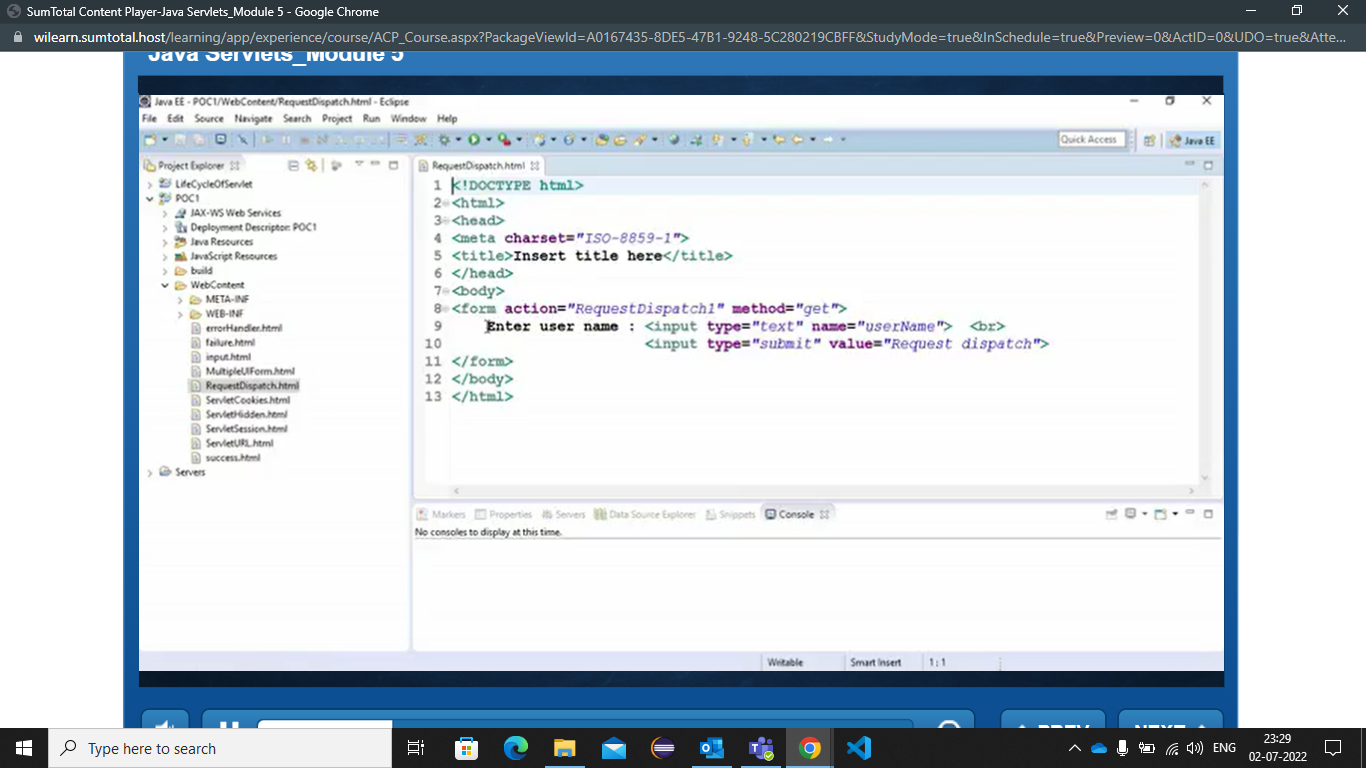 SumTotal Content Player-Java Servlets_Module 5 - Google Chrome
wilearn.sumtotal.host/learning/app/experience/course/ACP_Course.aspx?PackageViewId=A0167435-8DE5-47B1-9248-5C280219CBFF&StudyMode=true&InSchedule=true&Preview=0&ActID=0&UDO=true&Atte...
Java Servlets_Module 5
Java EE - POC1/WebContent/RequestDispatch.html - Eclipse
File Edit Source Navigate Search Project Run Window Help
Quick Access
Java EE
Project Explorer
LifeCycleOfServlet
POC1
JAX-WS Web Services
Deployment Descriptor: POC1
Java Resources
JavaScript Resources
build
WebContent
META-INF
WEB-INF
errorHandler.html
failure.html
input.html
MultipleUIForm.html
RequestDispatch.html
ServletCookies.html
ServletHidden.html
ServletSession.html
ServletURL.html
success.html
Servers
RequestDispatch.html
1 <!DOCTYPE html>
2 <html>
3 <head>
4 <meta charset="ISO-8859-1">
5 <title>Insert title here</title>
6 </head>
7 <body>
8 <form action="RequestDispatch1" method="get">
9 Enter user name : <input type="text" name="userName"> <br>
10 <input type="submit" value="Request dispatch">
11 </form>
12 </body>
13 </html>
Markers Properties Servers Data Source Explorer Snippets Console
No consoles to display at this time.
Writable Smart Insert 1 : 1
PREV NEXT
Type here to search
ENG
23:29
02-07-2022